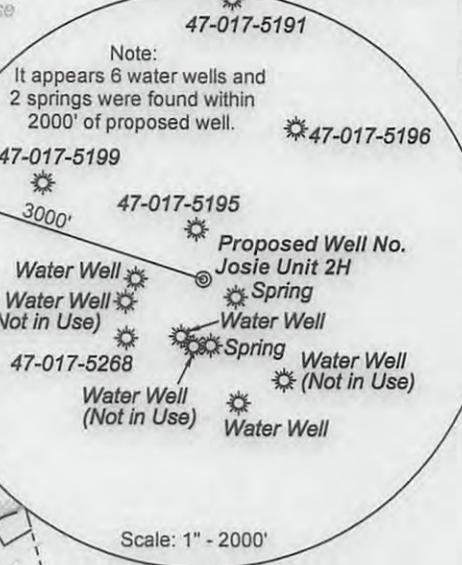 se
47-017-5191
Note:
It appears 6 water wells and
2 springs were found within
2000' of proposed well.
47-017-5196
47-017-5199
47-017-5195
3000'
Proposed Well No.
Josie Unit 2H
Water Well
Spring
Water Well
Not in Use)
Water Well
Spring
47-017-5268
Water Well
(Not in Use)
Water Well
(Not in Use)
Water Well
Scale: 1" - 2000'